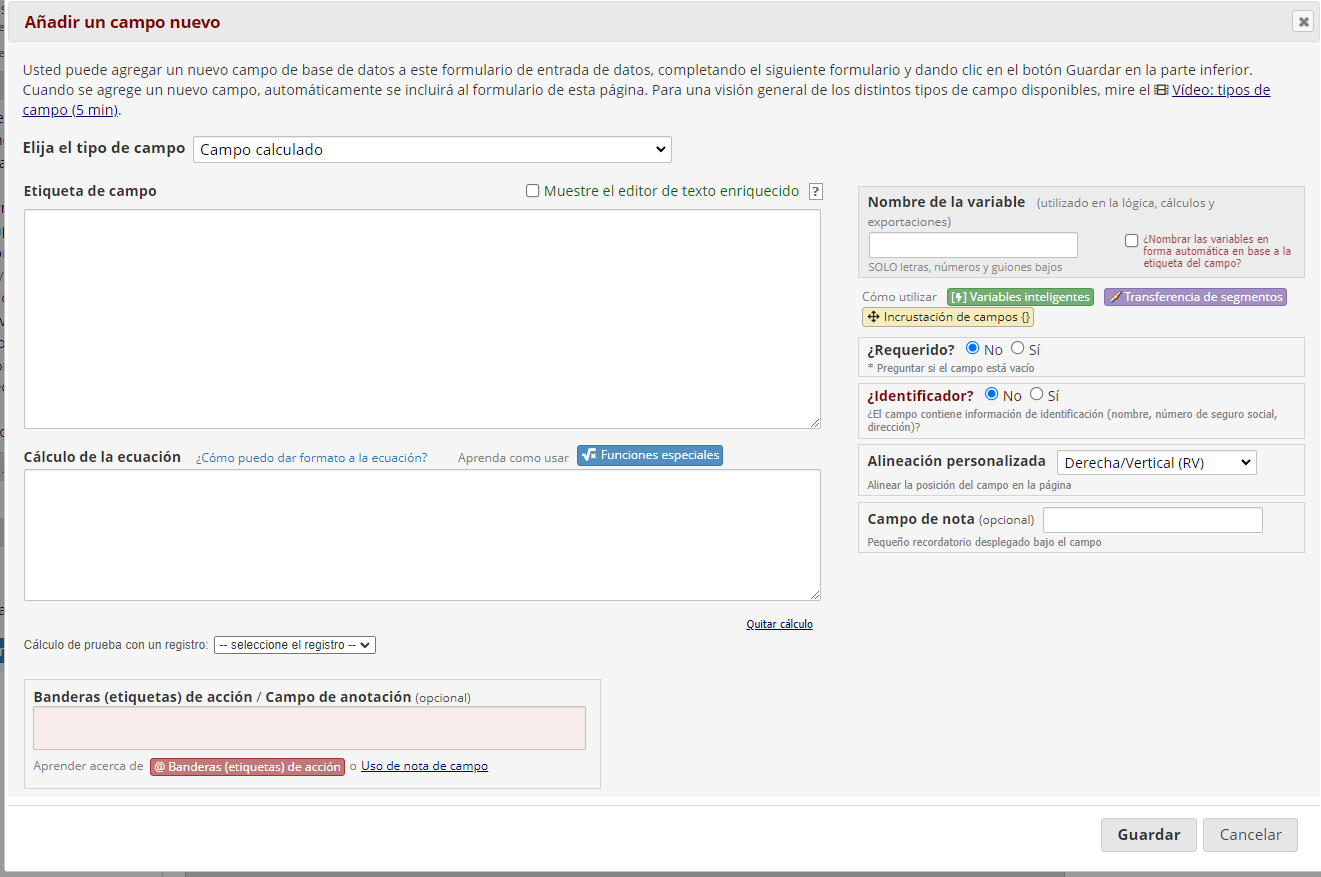 Añadir un campo nuevo
Usted puede agregar un nuevo campo de base de datos a este formulario de entrada de datos, completando el siguiente formulario y dando clic en el botón Guardar en la parte inferior.
Cuando se agrege un nuevo campo, automáticamente se incluirá al formulario de esta página. Para una visión general de los distintos tipos de campo disponibles, mire el Vídeo: tipos de
campo (5 min).
Elija el tipo de campo Campo calculado
Etiqueta de campo Muestre el editor de texto enriquecido ?
Nombre de la variable (utilizado en la lógica, cálculos y
exportaciones)
¿Nombrar las variables en
forma automática en base a la
etiqueta del campo?
SOLO letras, números y guiones bajos
Cómo utilizar Variables inteligentes Transferencia de segmentos
Incrustación de campos {}
¿Requerido? No Sí
* Preguntar si el campo está vacío
¿Identificador? No Sí
¿El campo contiene información de identificación (nombre, número de seguro social,
dirección)?
Alineación personalizada Derecha/Vertical (RV)
Alinear la posición del campo en la página
Campo de nota (opcional)
Pequeño recordatorio desplegado bajo el campo
Cálculo de la ecuación ¿Cómo puedo dar formato a la ecuación? Aprenda como usar Funciones especiales
Quitar cálculo
Cálculo de prueba con un registro: -- seleccione el registro --
Banderas (etiquetas) de acción / Campo de anotación (opcional)
Aprender acerca de @ Banderas (etiquetas) de acción o Uso de nota de campo
Guardar Cancelar